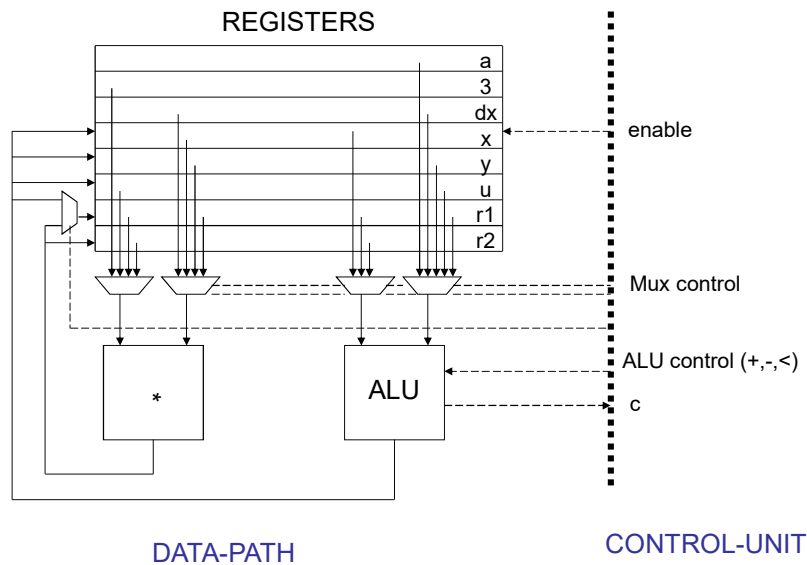 REGISTERS
a
3
dx
x
y
u
r1
r2
enable
Mux control
ALU control (+,-,<)
c
*
ALU
DATA-PATH
CONTROL-UNIT